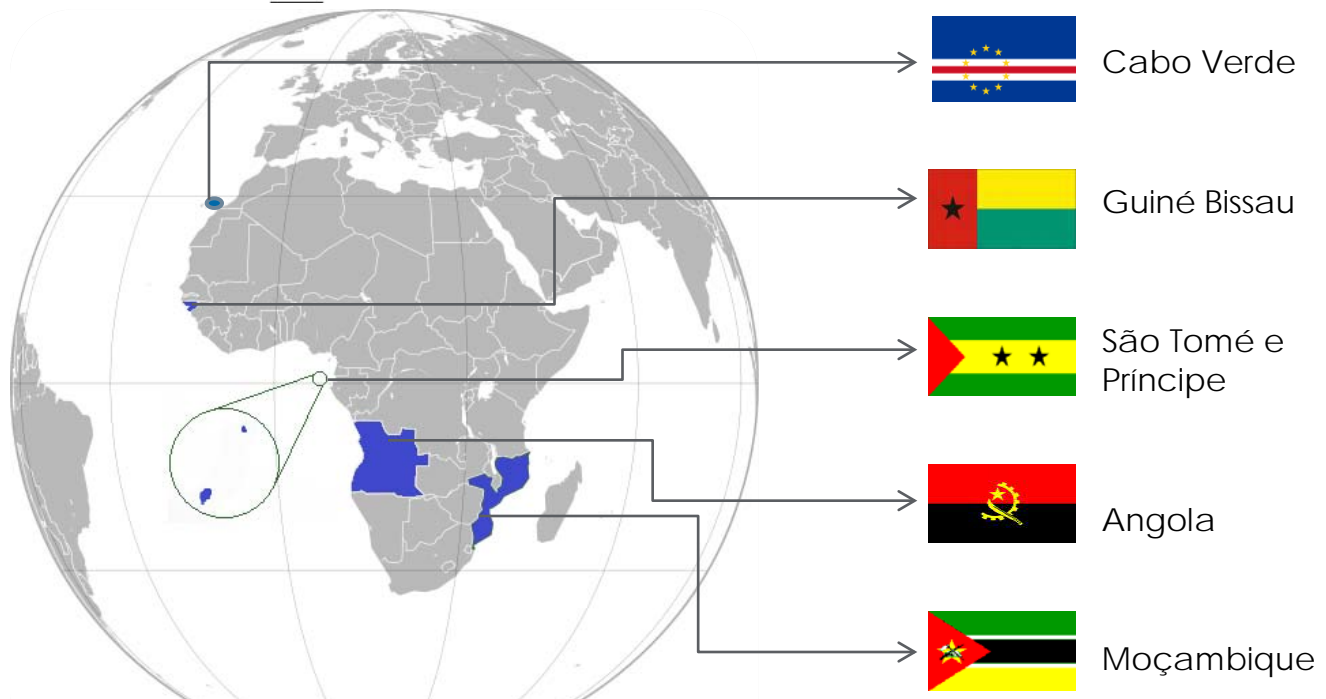 Cabo Verde
Guiné Bissau
São Tomé e
Príncipe
Angola
Moçambique